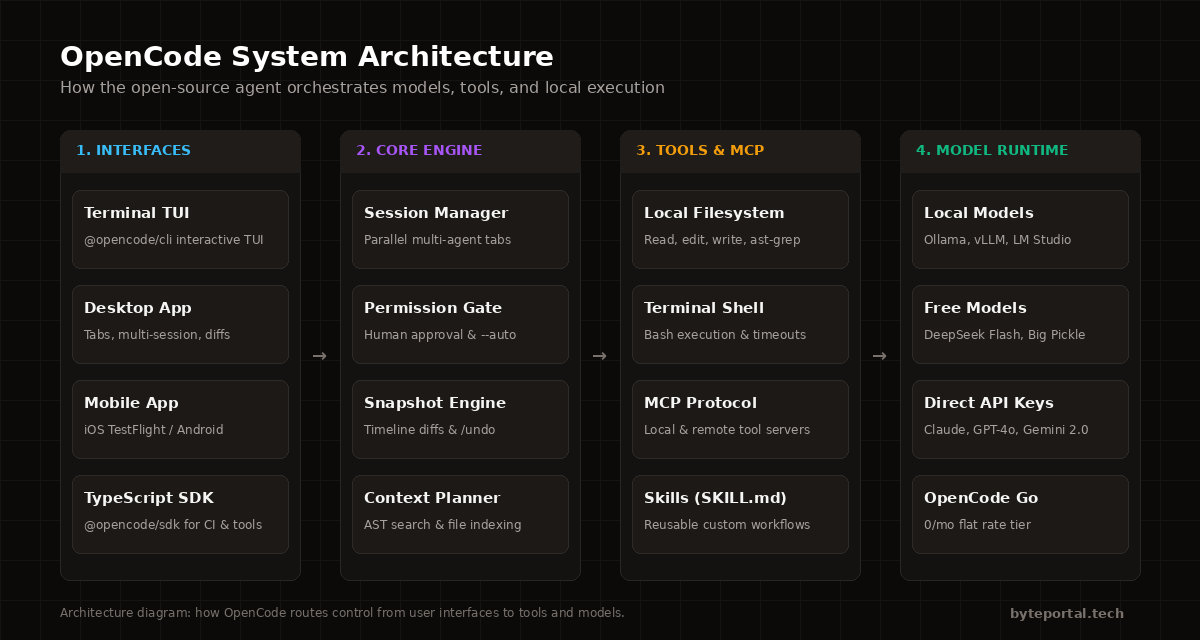 OpenCode System Architecture
How the open-source agent orchestrates models, tools, and local execution
1. INTERFACES
Terminal TUI
@opencode/cli interactive TUI
Desktop App
Tabs, multi-session, diffs
Mobile App
iOS TestFlight / Android
TypeScript SDK
@opencode/sdk for CI & tools
→
2. CORE ENGINE
Session Manager
Parallel multi-agent tabs
Permission Gate
Human approval & --auto
Snapshot Engine
Timeline diffs & /undo
Context Planner
AST search & file indexing
→
3. TOOLS & MCP
Local Filesystem
Read, edit, write, ast-grep
Terminal Shell
Bash execution & timeouts
MCP Protocol
Local & remote tool servers
Skills (SKILL.md)
Reusable custom workflows
→
4. MODEL RUNTIME
Local Models
Ollama, vLLM, LM Studio
Free Models
DeepSeek Flash, Big Pickle
Direct API Keys
Claude, GPT-4o, Gemini 2.0
OpenCode Go
0/mo flat rate tier
Architecture diagram: how OpenCode routes control from user interfaces to tools and models.
byteportal.tech